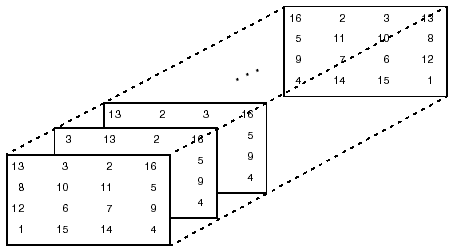 16 2 3 13
5 11 10 8
9 7 6 12
4 14 15 1
...
13 2 3 16
5
9
4
3 13 2 16
5
9
4
13 3 2 16
8 10 11 5
12 6 7 9
1 15 14 4